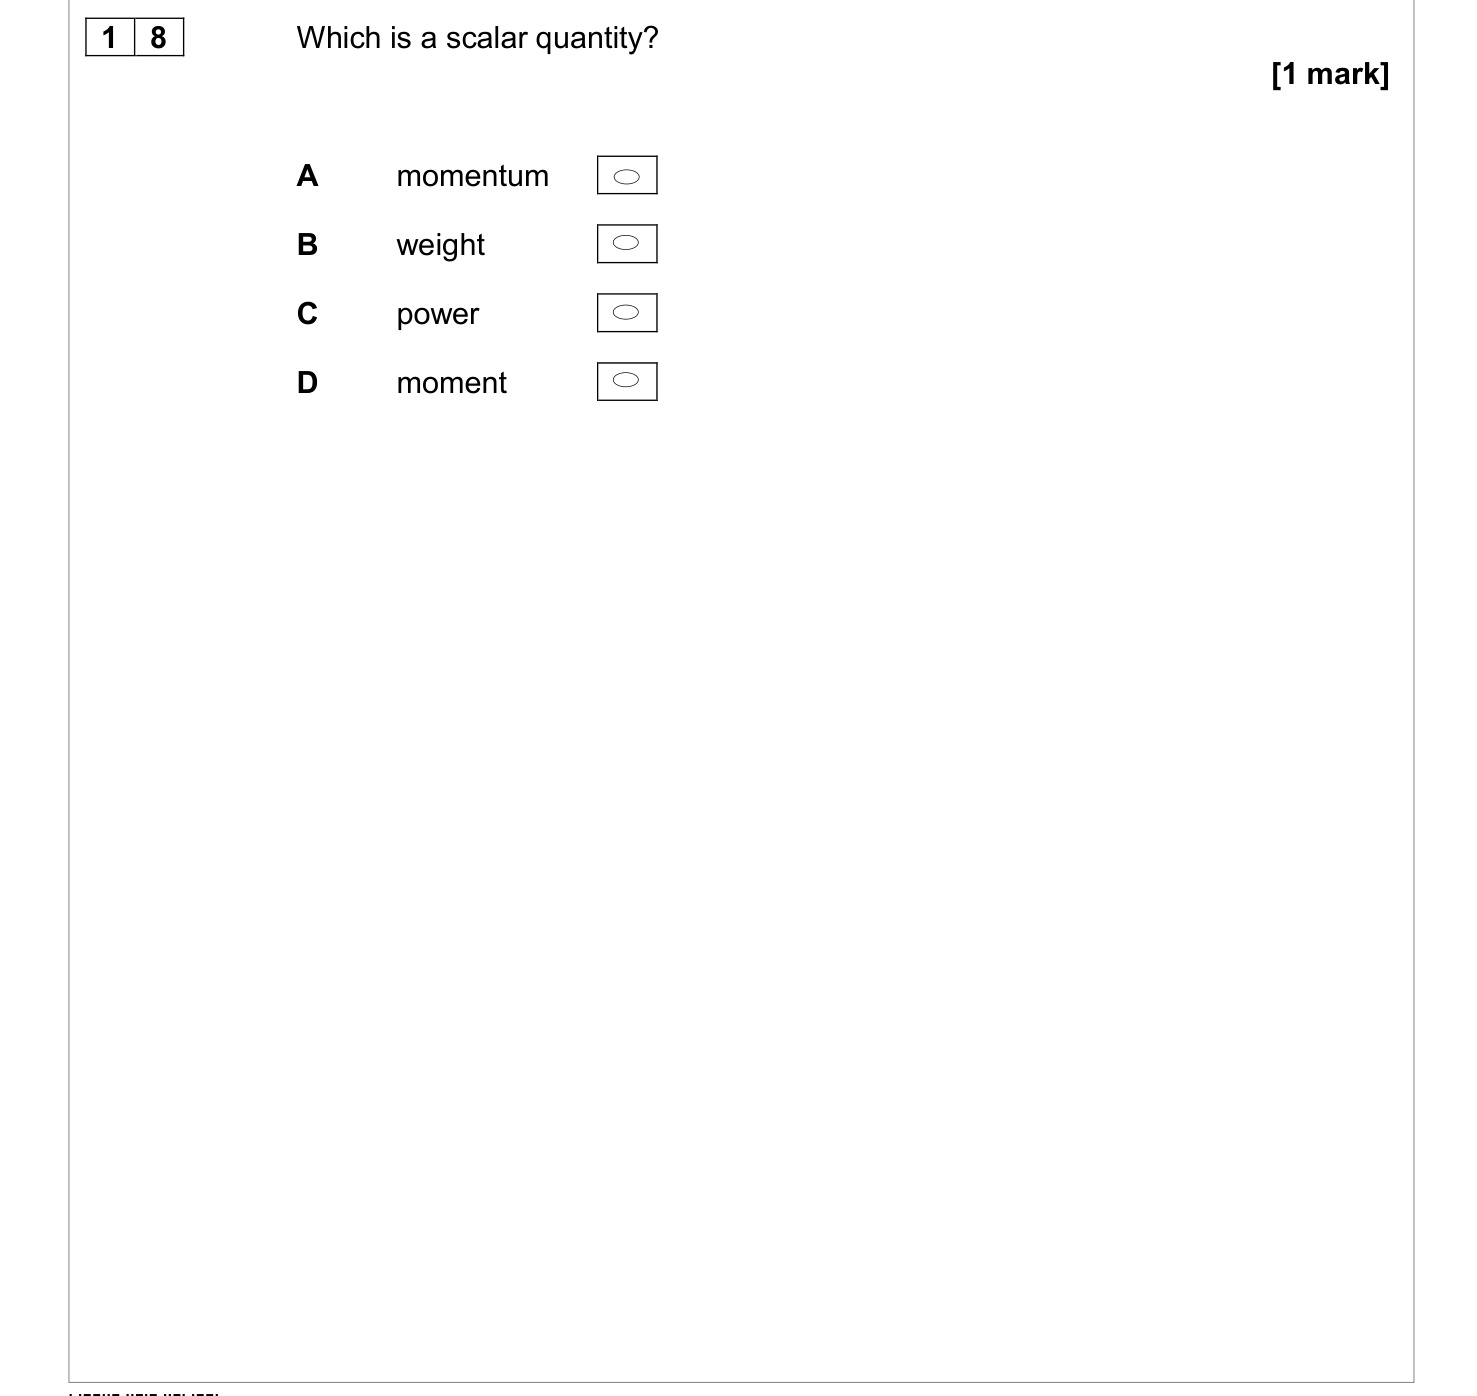 1 8 Which is a scalar quantity?
[1 mark]
A momentum
B weight
C power
D moment